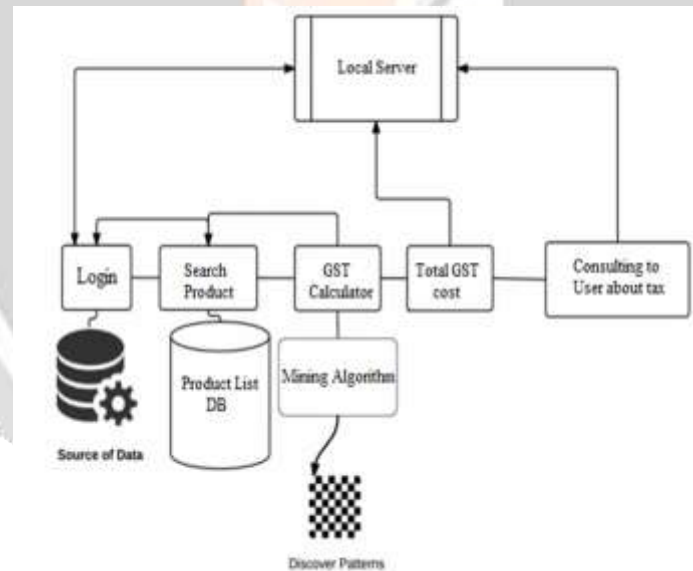 Local Server
Login
Search
Product
GST
Calculator
Total GST
cost
Consulting to
User about tax
Product List
DB
Mining Algorithm
Source of Data
Discover Patterns